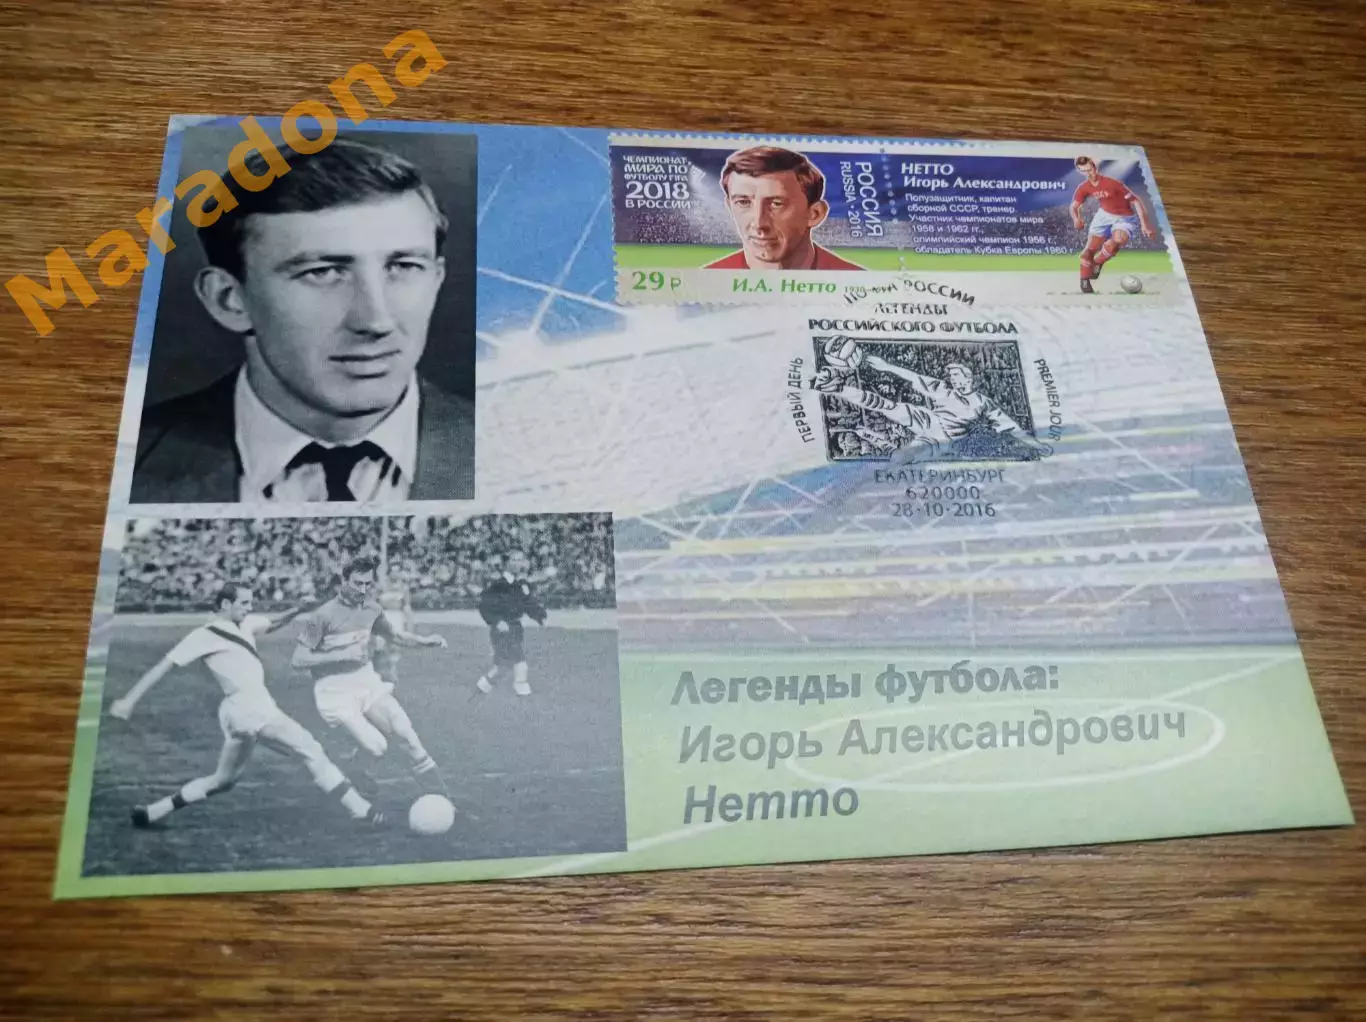 Maradona
ЧЕМПИОНАТ
МИРА ПО
ФУТБОЛУ FIFA
2018
В РОССИИ
РОССИЯ
RUSSIA · 2016
НЕТТО
Игорь Александрович
Полузащитник, капитан
сборной СССР, тренер
Участник чемпионатов мира
1958 и 1962 гг.,
олимпийский чемпион 1956 г.,
обладатель Кубка Европы 1960 г.
29 Р
И.А. Нетто
РОССИИ
ЛЕГЕНДЫ
РОССИЙСКОГО ФУТБОЛА
ПЕРВЫЙ ДЕНЬ
PREMIER JOUR
ЕКАТЕРИНБУРГ
620000
28·10·2016
Легенды футбола:
Игорь Александрович
Нетто